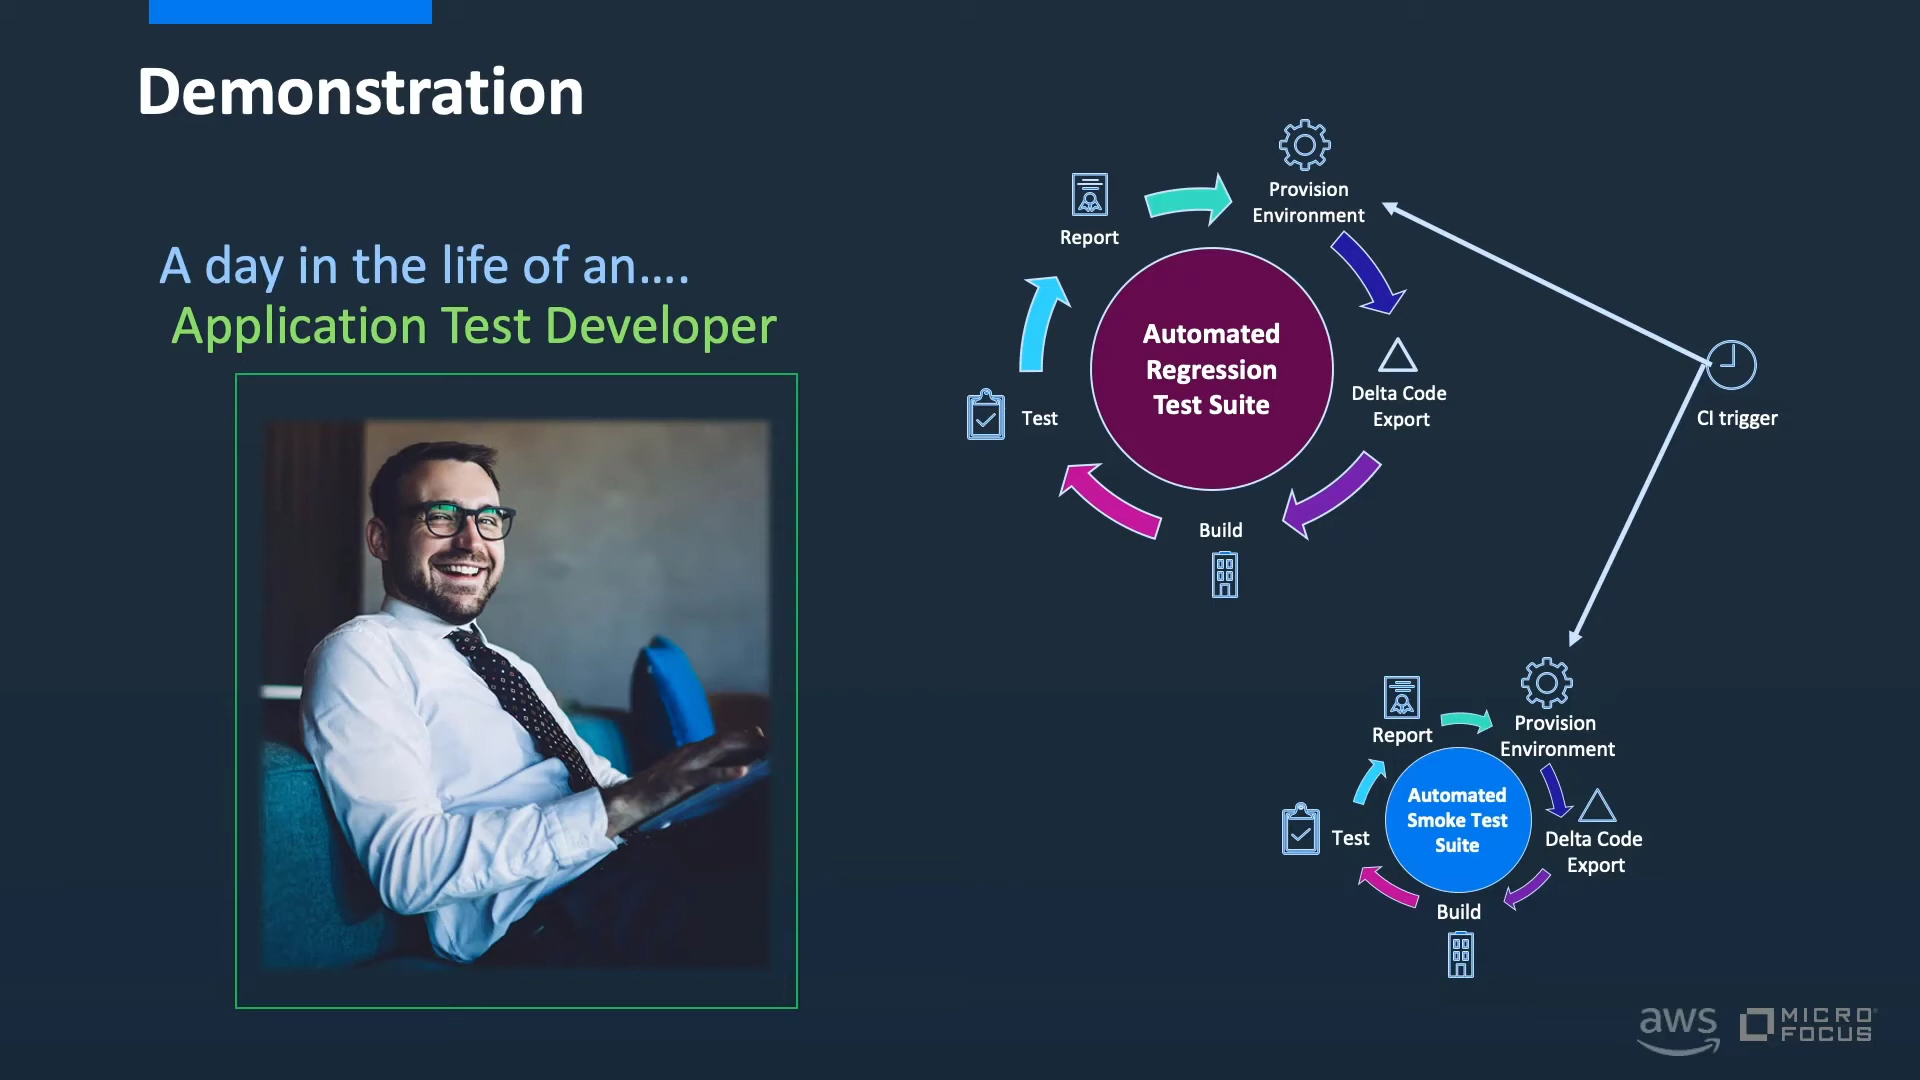 Demonstration
A day in the life of an....
Application Test Developer
Provision
Environment
Report
Automated
Regression
Test Suite
Delta Code
Export
Test
Build
CI trigger
Provision
Environment
Report
Automated
Smoke Test
Suite
Delta Code
Export
Test
Build
aws
MICRO
FOCUS